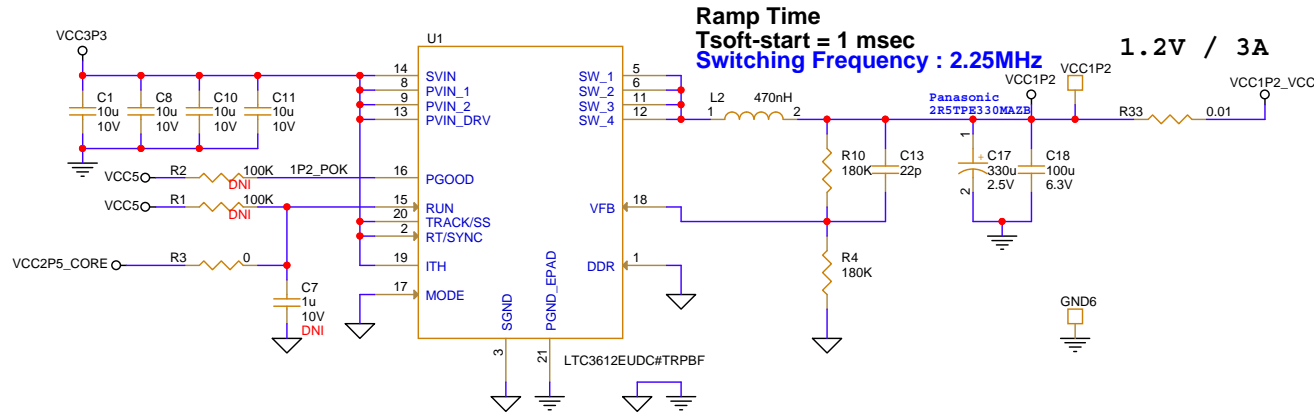 Ramp Time
Tsoft-start = 1 msec
Switching Frequency : 2.25MHz
1.2V / 3A
VCC3P3
U1
VCC1P2
VCC1P2
VCC1P2_VCC
C1
10u
10V
C8
10u
10V
C10
10u
10V
C11
10u
10V
14 SVIN
8 PVIN_1
9 PVIN_2
13 PVIN_DRV
SW_1 5
SW_2 6
SW_3 11
SW_4 12
L2 470nH
1 2
Panasonic
2R5TPE330MAZB
R33 0.01
R10
180K
C13
22p
1
+
C17
330u
2.5V
2
C18
100u
6.3V
VCC5 R2 100K 1P2_POK 16 PGOOD
DNI
VCC5 R1 100K 15 RUN
DNI
20 TRACK/SS
2 RT/SYNC
VFB 18
VCC2P5_CORE R3 0 19 ITH
DDR 1
R4
180K
C7
1u
10V
DNI
17 MODE
SGND
PGND_EPAD
3
21
LTC3612EUDC#TRPBF
GND6